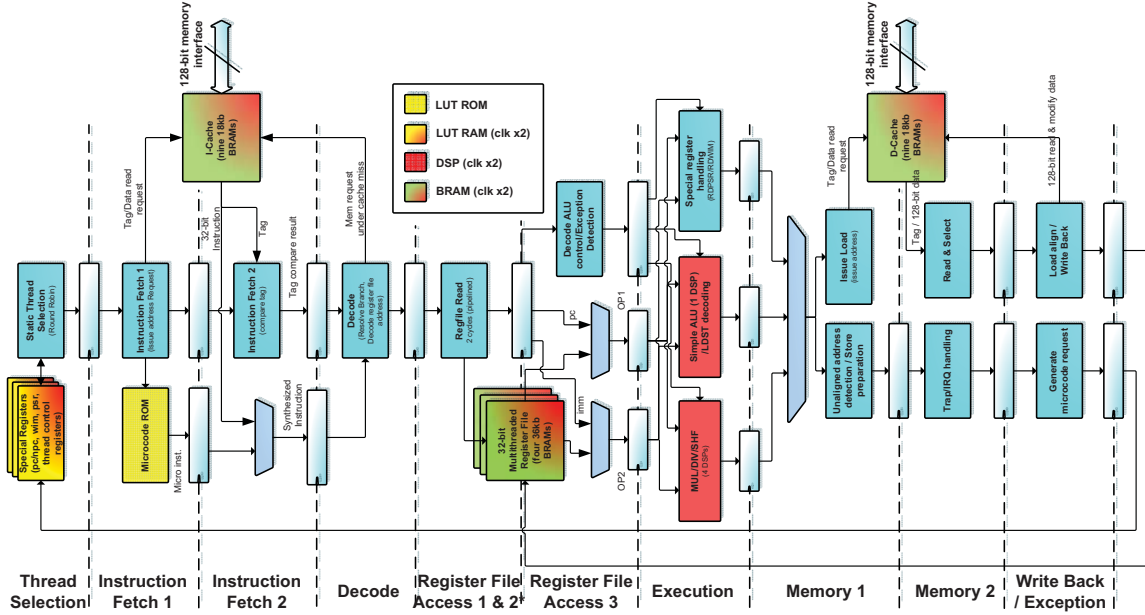 128-bit memory
interface
I-Cache
(nine 18kb
BRAMs)
LUT ROM
LUT RAM (clk x2)
DSP (clk x2)
BRAM (clk x2)
128-bit memory
interface
D-Cache
(nine 18kb
BRAMs)
Tag/Data read
request
32-bit
Instruction
Tag
Mem request
under cache miss
Tag compare result
Static Thread
Selection
(Round Robin)
Instruction Fetch 1
(Issue address Request)
Instruction Fetch 2
(compare tag)
Decode
(Resolve Branch,
Decode register file
address)
Regfile Read
2 cycles (pipelined)
Decode ALU
control/Exception
Detection
Special register
handling
(RDPSR/RDWIM)
Simple ALU (1 DSP)
/LDST decoding
MUL/DIV/SHF
(4 DSPs)
pc
OP1
imm
OP2
Tag/Data read
request
Issue Load
(issue address)
Tag / 128-bit data
Read & Select
128-bit read & modify data
Load align /
Write Back
Unaligned address
detection / Store
preparation
Trap/IRQ handling
Generate
microcode request
Special Registers
(pc/npc, wim, psr,
thread control
registers)
Microcode ROM
Micro inst.
Synthesized
Instruction
32-bit
Multithreaded
Register File
(four 36kb
BRAMs)
Thread
Selection
Instruction
Fetch 1
Instruction
Fetch 2
Decode
Register File
Access 1 & 2
Register File
Access 3
Execution
Memory 1
Memory 2
Write Back
/ Exception